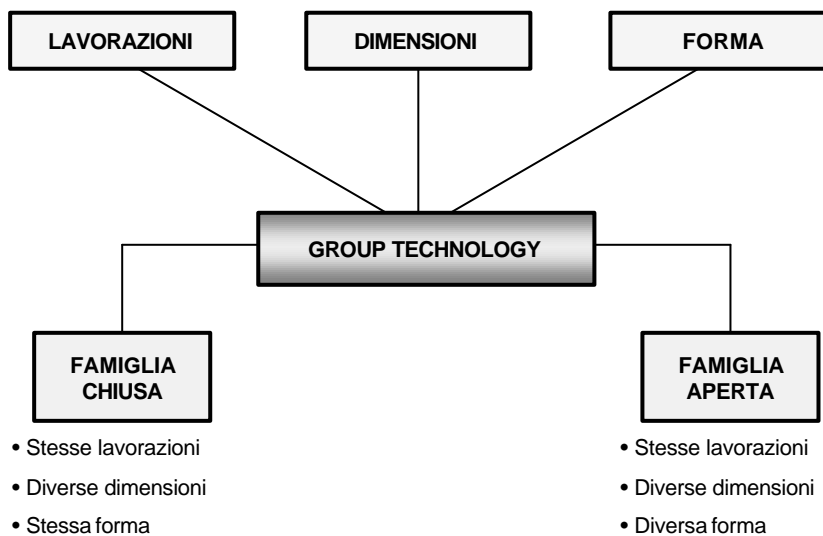 LAVORAZIONI
DIMENSIONI
FORMA
GROUP TECHNOLOGY
FAMIGLIA
CHIUSA
• Stesse lavorazioni
• Diverse dimensioni
• Stessa forma
FAMIGLIA
APERTA
• Stesse lavorazioni
• Diverse dimensioni
• Diversa forma